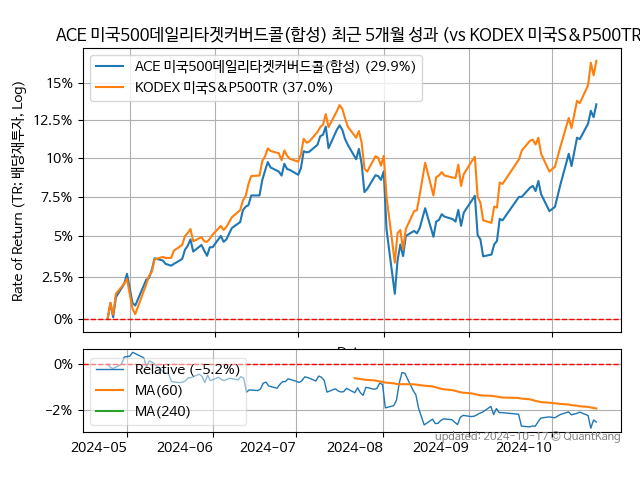 ACE 미국500데일리타겟커버드콜(합성) 최근 5개월 성과 (vs KODEX 미국S&P500TR
ACE 미국500데일리타겟커버드콜(합성) (29.9%)
KODEX 미국S&P500TR (37.0%)
Rate of Return (TR: 배당재투자, Log)
15%
12.5%
10%
7.5%
5%
2.5%
0%
Relative (−5.2%)
MA(60)
MA(240)
0%
−2%
2024-05
2024-06
2024-07
2024-08
2024-09
2024-10
updated: 2024-10-17 © QuantKang